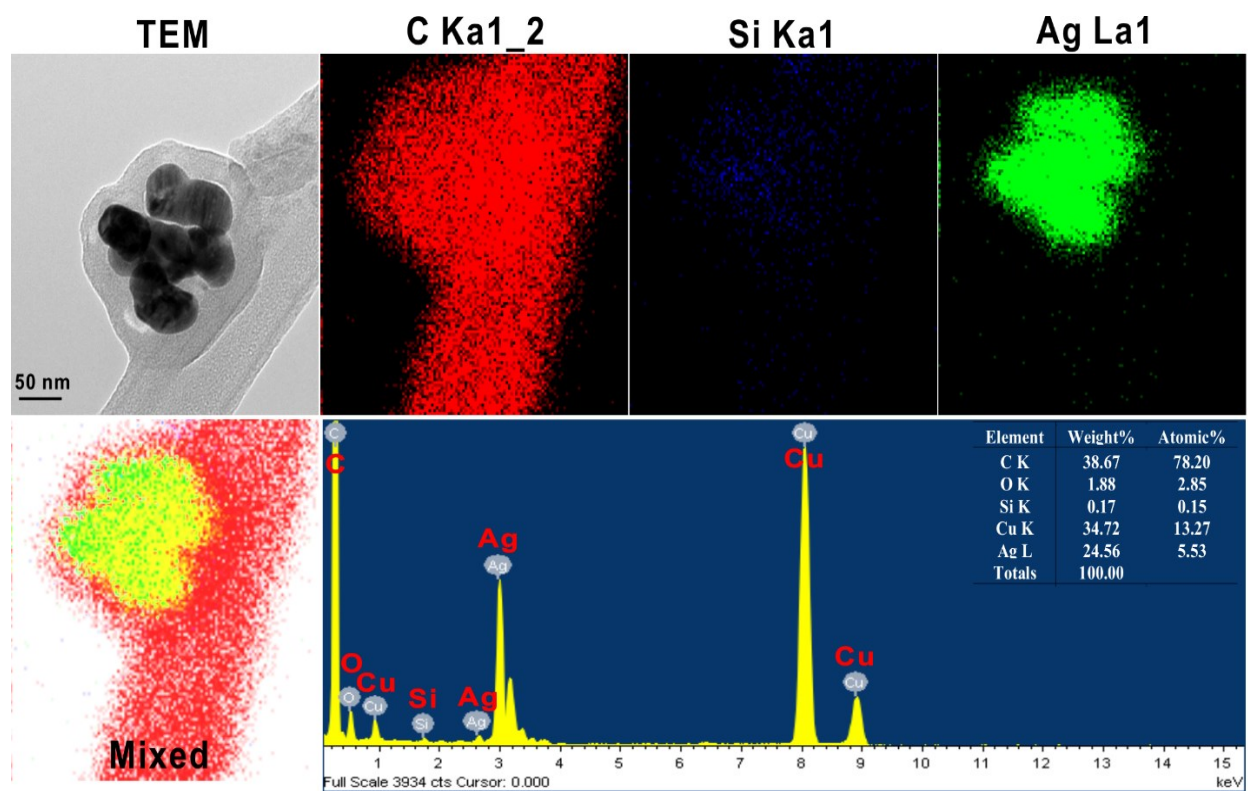 TEM
C Ka1_2
Si Ka1
Ag La1
50 nm
Mixed
C
C
O
O
Cu
Cu
Si
Si
Ag
Ag
Ag
Ag
Cu
Cu
Cu
Cu
Element Weight% Atomic%
C K 38.67 78.20
O K 1.88 2.85
Si K 0.17 0.15
Cu K 34.72 13.27
Ag L 24.56 5.53
Totals 100.00
1 2 3 4 5 6 7 8 9 10 11 12 13 14 15
Full Scale 3934 cts Cursor: 0.000 keV